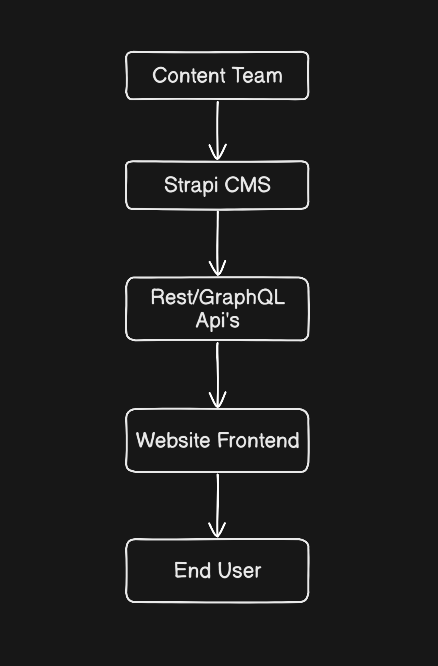 Content Team
Strapi CMS
Rest/GraphQL
Api's
Website Frontend
End User